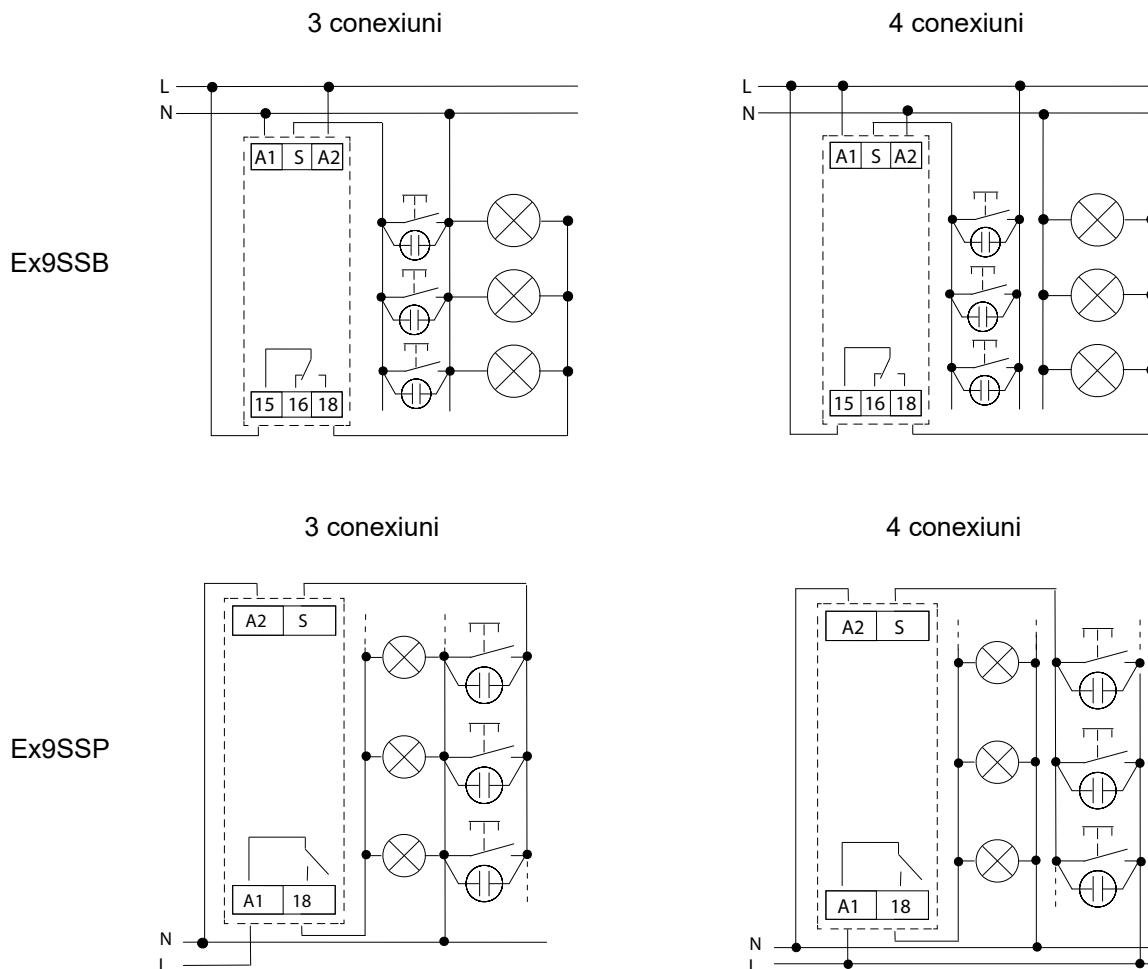 3 conexiuni
4 conexiuni
L
N
A1 S A2
15 16 18
L
N
A1 S A2
15 16 18
Ex9SSB
3 conexiuni
4 conexiuni
A2 S
A1 18
N
L
A2 S
A1 18
N
L
Ex9SSP